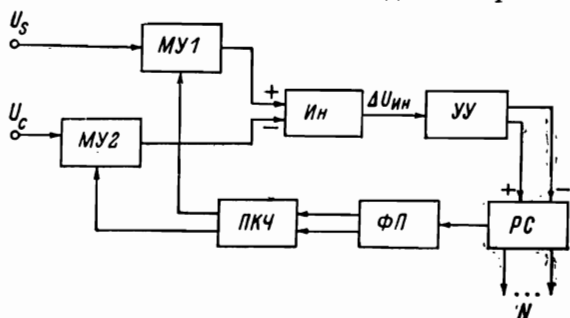 U_S
МУ1
U_C
МУ2
+
−
Ин
ΔU_ИН
УУ
+
−
ПКЧ
ФП
РС
...
N